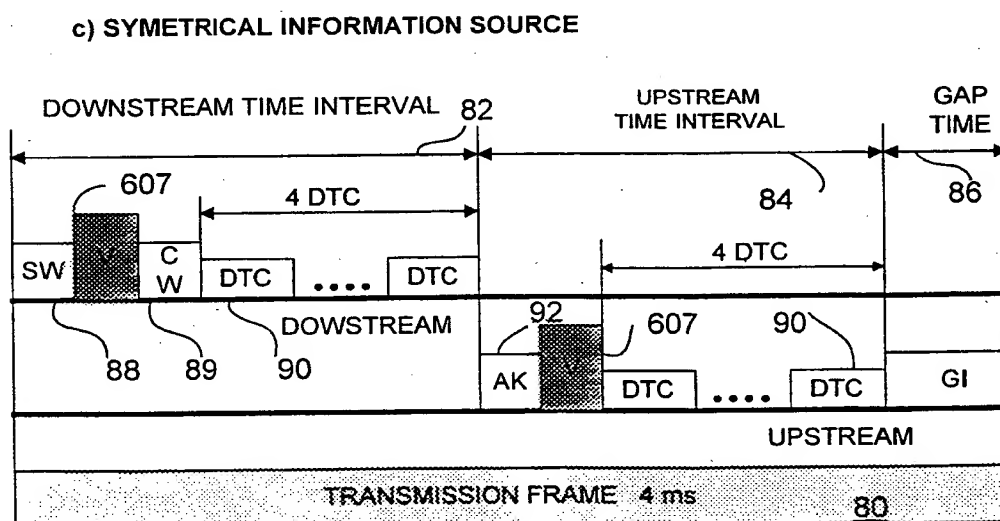 c) SYMETRICAL INFORMATION SOURCE
DOWNSTREAM TIME INTERVAL
82
UPSTREAM
TIME INTERVAL
GAP
TIME
607
4 DTC
84
86
SW
V
C
W
DTC
....
DTC
4 DTC
DOWSTREAM
92
607
90
88
89
90
AK
V
DTC
....
DTC
GI
UPSTREAM
TRANSMISSION FRAME 4 ms
80